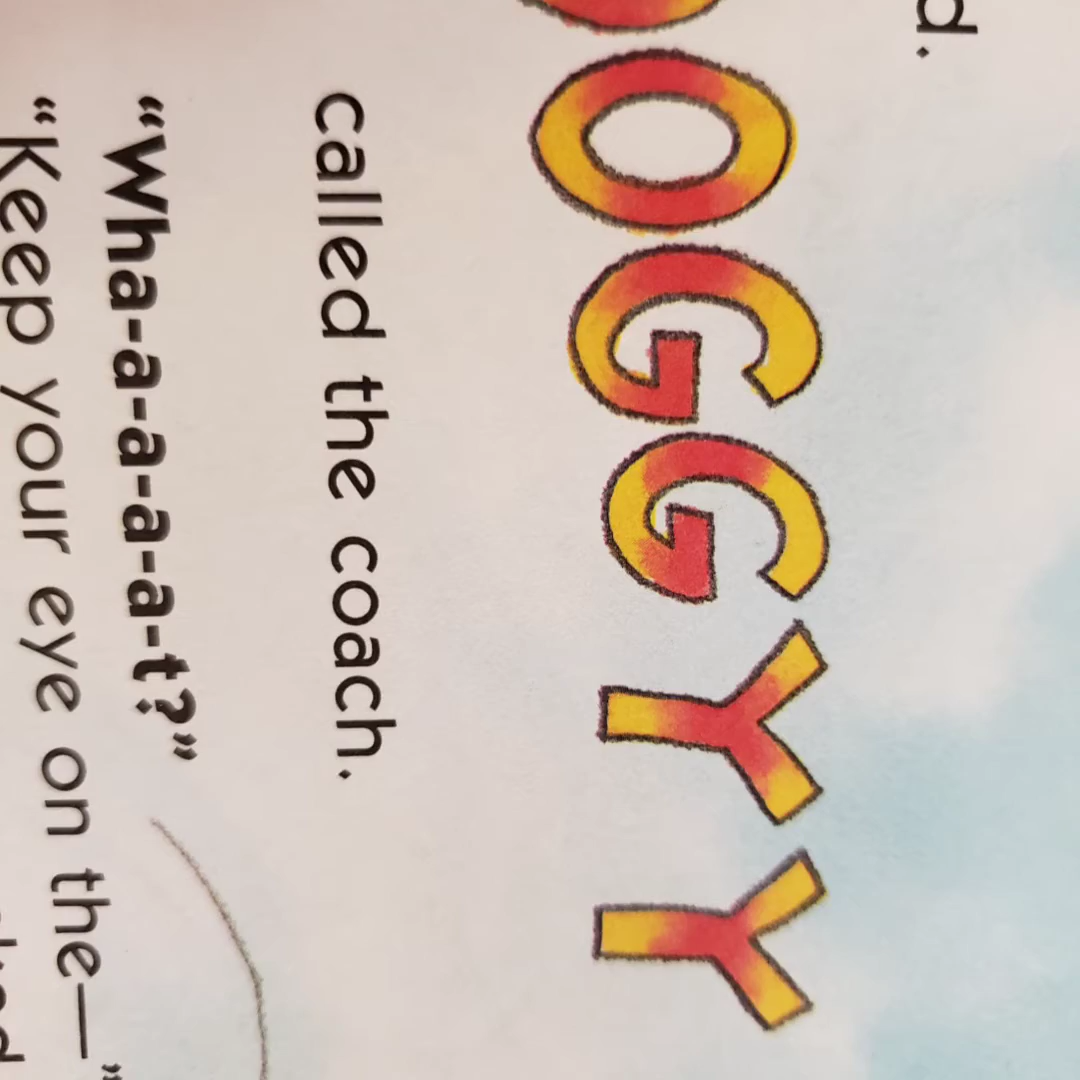 d.
OGGYY
called the coach.
“Wha-a-a-a-a-t?”
“Keep your eye on the—”